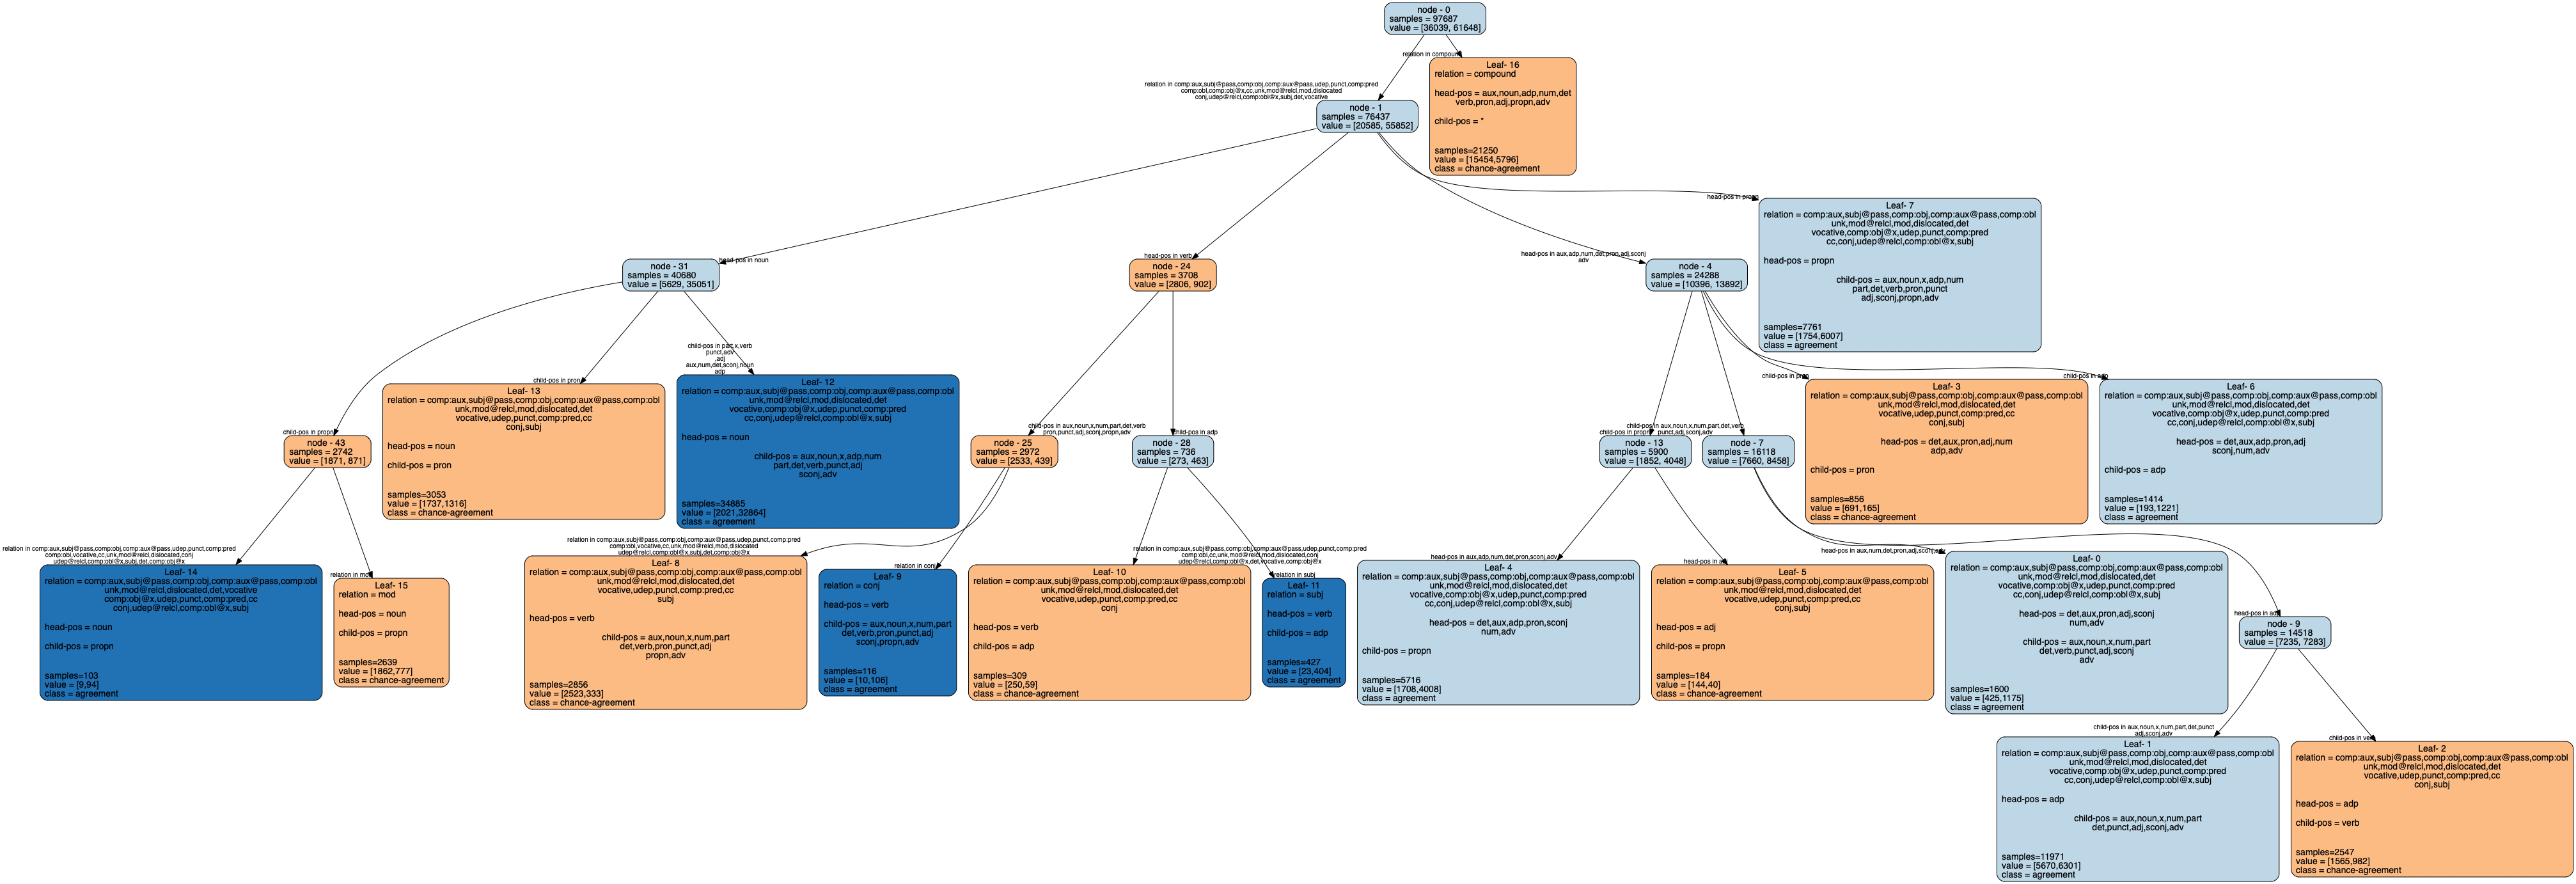 node - 0
samples = 97687
value = [36039, 61648]
relation in compound
Leaf- 16
relation = compound
head-pos = aux,noun,adp,num,det
verb,pron,adj,propn,adv
child-pos = *
samples=21250
value = [15454,5796]
class = chance-agreement
relation in comp:aux,subj@pass,comp:obj,comp:aux@pass,udep,punct,comp:pred
comp:obl,comp:obj@x,cc,unk,mod@relcl,mod,dislocated
conj,udep@relcl,comp:obl@x,subj,det,vocative
node - 1
samples = 76437
value = [20585, 55852]
head-pos in propn
Leaf- 7
relation = comp:aux,subj@pass,comp:obj,comp:aux@pass,comp:obl
unk,mod@relcl,mod,dislocated,det
vocative,comp:obj@x,udep,punct,comp:pred
cc,conj,udep@relcl,comp:obl@x,subj
head-pos = propn
child-pos = aux,noun,x,adp,num
part,det,verb,pron,punct
adj,sconj,propn,adv
samples=7761
value = [1754,6007]
class = agreement
head-pos in noun
node - 31
samples = 40680
value = [5629, 35051]
head-pos in verb
node - 24
samples = 3708
value = [2806, 902]
head-pos in aux,adp,num,det,pron,adj,sconj
adv
node - 4
samples = 24288
value = [10396, 13892]
child-pos in propn
node - 43
samples = 2742
value = [1871, 871]
child-pos in pron
Leaf- 13
relation = comp:aux,subj@pass,comp:obj,comp:aux@pass,comp:obl
unk,mod@relcl,mod,dislocated,det
vocative,udep,punct,comp:pred,cc
conj,subj
head-pos = noun
child-pos = pron
samples=3053
value = [1737,1316]
class = chance-agreement
child-pos in part,x,verb
punct,adv
,adj
aux,num,det,sconj,noun
adp
Leaf- 12
relation = comp:aux,subj@pass,comp:obj,comp:aux@pass,comp:obl
unk,mod@relcl,mod,dislocated,det
vocative,comp:obj@x,udep,punct,comp:pred
cc,conj,udep@relcl,comp:obl@x,subj
head-pos = noun
child-pos = aux,noun,x,adp,num
part,det,verb,punct,adj
sconj,adv
samples=34885
value = [2021,32864]
class = agreement
child-pos in aux,noun,x,num,part,det,verb
pron,punct,adj,sconj,propn,adv
node - 25
samples = 2972
value = [2533, 439]
child-pos in adp
node - 28
samples = 736
value = [273, 463]
child-pos in propn
node - 13
samples = 5900
value = [1852, 4048]
child-pos in aux,noun,x,num,part,det,verb
punct,adj,sconj,adv
node - 7
samples = 16118
value = [7660, 8458]
child-pos in pron
Leaf- 3
relation = comp:aux,subj@pass,comp:obj,comp:aux@pass,comp:obl
unk,mod@relcl,mod,dislocated,det
vocative,udep,punct,comp:pred,cc
conj,subj
head-pos = det,aux,pron,adj,num
adp,adv
child-pos = pron
samples=856
value = [691,165]
class = chance-agreement
child-pos in adp
Leaf- 6
relation = comp:aux,subj@pass,comp:obj,comp:aux@pass,comp:obl
unk,mod@relcl,mod,dislocated,det
vocative,comp:obj@x,udep,punct,comp:pred
cc,conj,udep@relcl,comp:obl@x,subj
head-pos = det,aux,adp,pron,adj
sconj,num,adv
child-pos = adp
samples=1414
value = [193,1221]
class = agreement
relation in comp:aux,subj@pass,comp:obj,comp:aux@pass,udep,punct,comp:pred
comp:obl,vocative,cc,unk,mod@relcl,dislocated,conj
udep@relcl,comp:obl@x,subj,det,comp:obj@x
Leaf- 14
relation = comp:aux,subj@pass,comp:obj,comp:aux@pass,comp:obl
unk,mod@relcl,dislocated,det,vocative
comp:obj@x,udep,punct,comp:pred,cc
conj,udep@relcl,comp:obl@x,subj
head-pos = noun
child-pos = propn
samples=103
value = [9,94]
class = agreement
relation in mod
Leaf- 15
relation = mod
head-pos = noun
child-pos = propn
samples=2639
value = [1862,777]
class = chance-agreement
relation in comp:aux,subj@pass,comp:obj,comp:aux@pass,udep,punct,comp:pred
comp:obl,vocative,cc,unk,mod@relcl,mod,dislocated
udep@relcl,comp:obl@x,subj,det,comp:obj@x
Leaf- 8
relation = comp:aux,subj@pass,comp:obj,comp:aux@pass,comp:obl
unk,mod@relcl,mod,dislocated,det
vocative,udep,punct,comp:pred,cc
subj
head-pos = verb
child-pos = aux,noun,x,num,part
det,verb,pron,punct,adj
propn,adv
samples=2856
value = [2523,333]
class = chance-agreement
relation in conj
Leaf- 9
relation = conj
head-pos = verb
child-pos = aux,noun,x,num,part
det,verb,pron,punct,adj
sconj,propn,adv
samples=116
value = [10,106]
class = agreement
relation in comp:aux,subj@pass,comp:obj,comp:aux@pass,udep,punct,comp:pred
comp:obl,cc,unk,mod@relcl,mod,dislocated,conj
udep@relcl,comp:obl@x,det,vocative,comp:obj@x
Leaf- 10
relation = comp:aux,subj@pass,comp:obj,comp:aux@pass,comp:obl
unk,mod@relcl,mod,dislocated,det
vocative,udep,punct,comp:pred,cc
conj
head-pos = verb
child-pos = adp
samples=309
value = [250,59]
class = chance-agreement
relation in subj
Leaf- 11
relation = subj
head-pos = verb
child-pos = adp
samples=427
value = [23,404]
class = agreement
head-pos in aux,adp,num,det,pron,sconj,adv
Leaf- 4
relation = comp:aux,subj@pass,comp:obj,comp:aux@pass,comp:obl
unk,mod@relcl,mod,dislocated,det
vocative,comp:obj@x,udep,punct,comp:pred
cc,conj,udep@relcl,comp:obl@x,subj
head-pos = det,aux,adp,pron,sconj
num,adv
child-pos = propn
samples=5716
value = [1708,4008]
class = agreement
head-pos in
Leaf- 5
relation = comp:aux,subj@pass,comp:obj,comp:aux@pass,comp:obl
unk,mod@relcl,mod,dislocated,det
vocative,udep,punct,comp:pred,cc
conj,subj
head-pos = adj
child-pos = propn
samples=184
value = [144,40]
class = chance-agreement
head-pos in aux,num,det,pron,adj,sconj,adv
Leaf- 0
relation = comp:aux,subj@pass,comp:obj,comp:aux@pass,comp:obl
unk,mod@relcl,mod,dislocated,det
vocative,comp:obj@x,udep,punct,comp:pred
cc,conj,udep@relcl,comp:obl@x,subj
head-pos = det,aux,pron,adj,sconj
num,adv
child-pos = aux,noun,x,num,part
det,verb,punct,adj,sconj
adv
samples=1600
value = [425,1175]
class = agreement
head-pos in
node - 9
samples = 14518
value = [7235, 7283]
child-pos in aux,noun,x,num,part,det,punct
adj,sconj,adv
Leaf- 1
relation = comp:aux,subj@pass,comp:obj,comp:aux@pass,comp:obl
unk,mod@relcl,mod,dislocated,det
vocative,comp:obj@x,udep,punct,comp:pred
cc,conj,udep@relcl,comp:obl@x,subj
head-pos = adp
child-pos = aux,noun,x,num,part
det,punct,adj,sconj,adv
samples=11971
value = [5670,6301]
class = agreement
child-pos in verb
Leaf- 2
relation = comp:aux,subj@pass,comp:obj,comp:aux@pass,comp:obl
unk,mod@relcl,mod,dislocated,det
vocative,udep,punct,comp:pred,cc
conj,subj
head-pos = adp
child-pos = verb
samples=2547
value = [1565,982]
class = chance-agreement